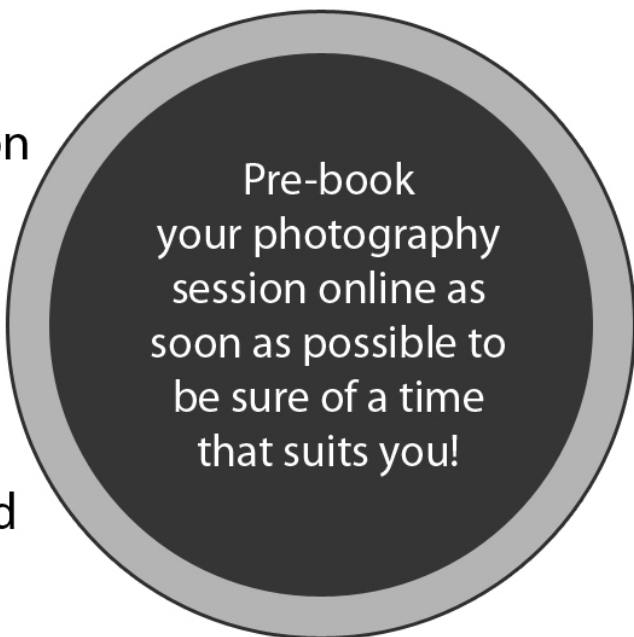 Pre-book
your photography
session online as
soon as possible to
be sure of a time
that suits you!